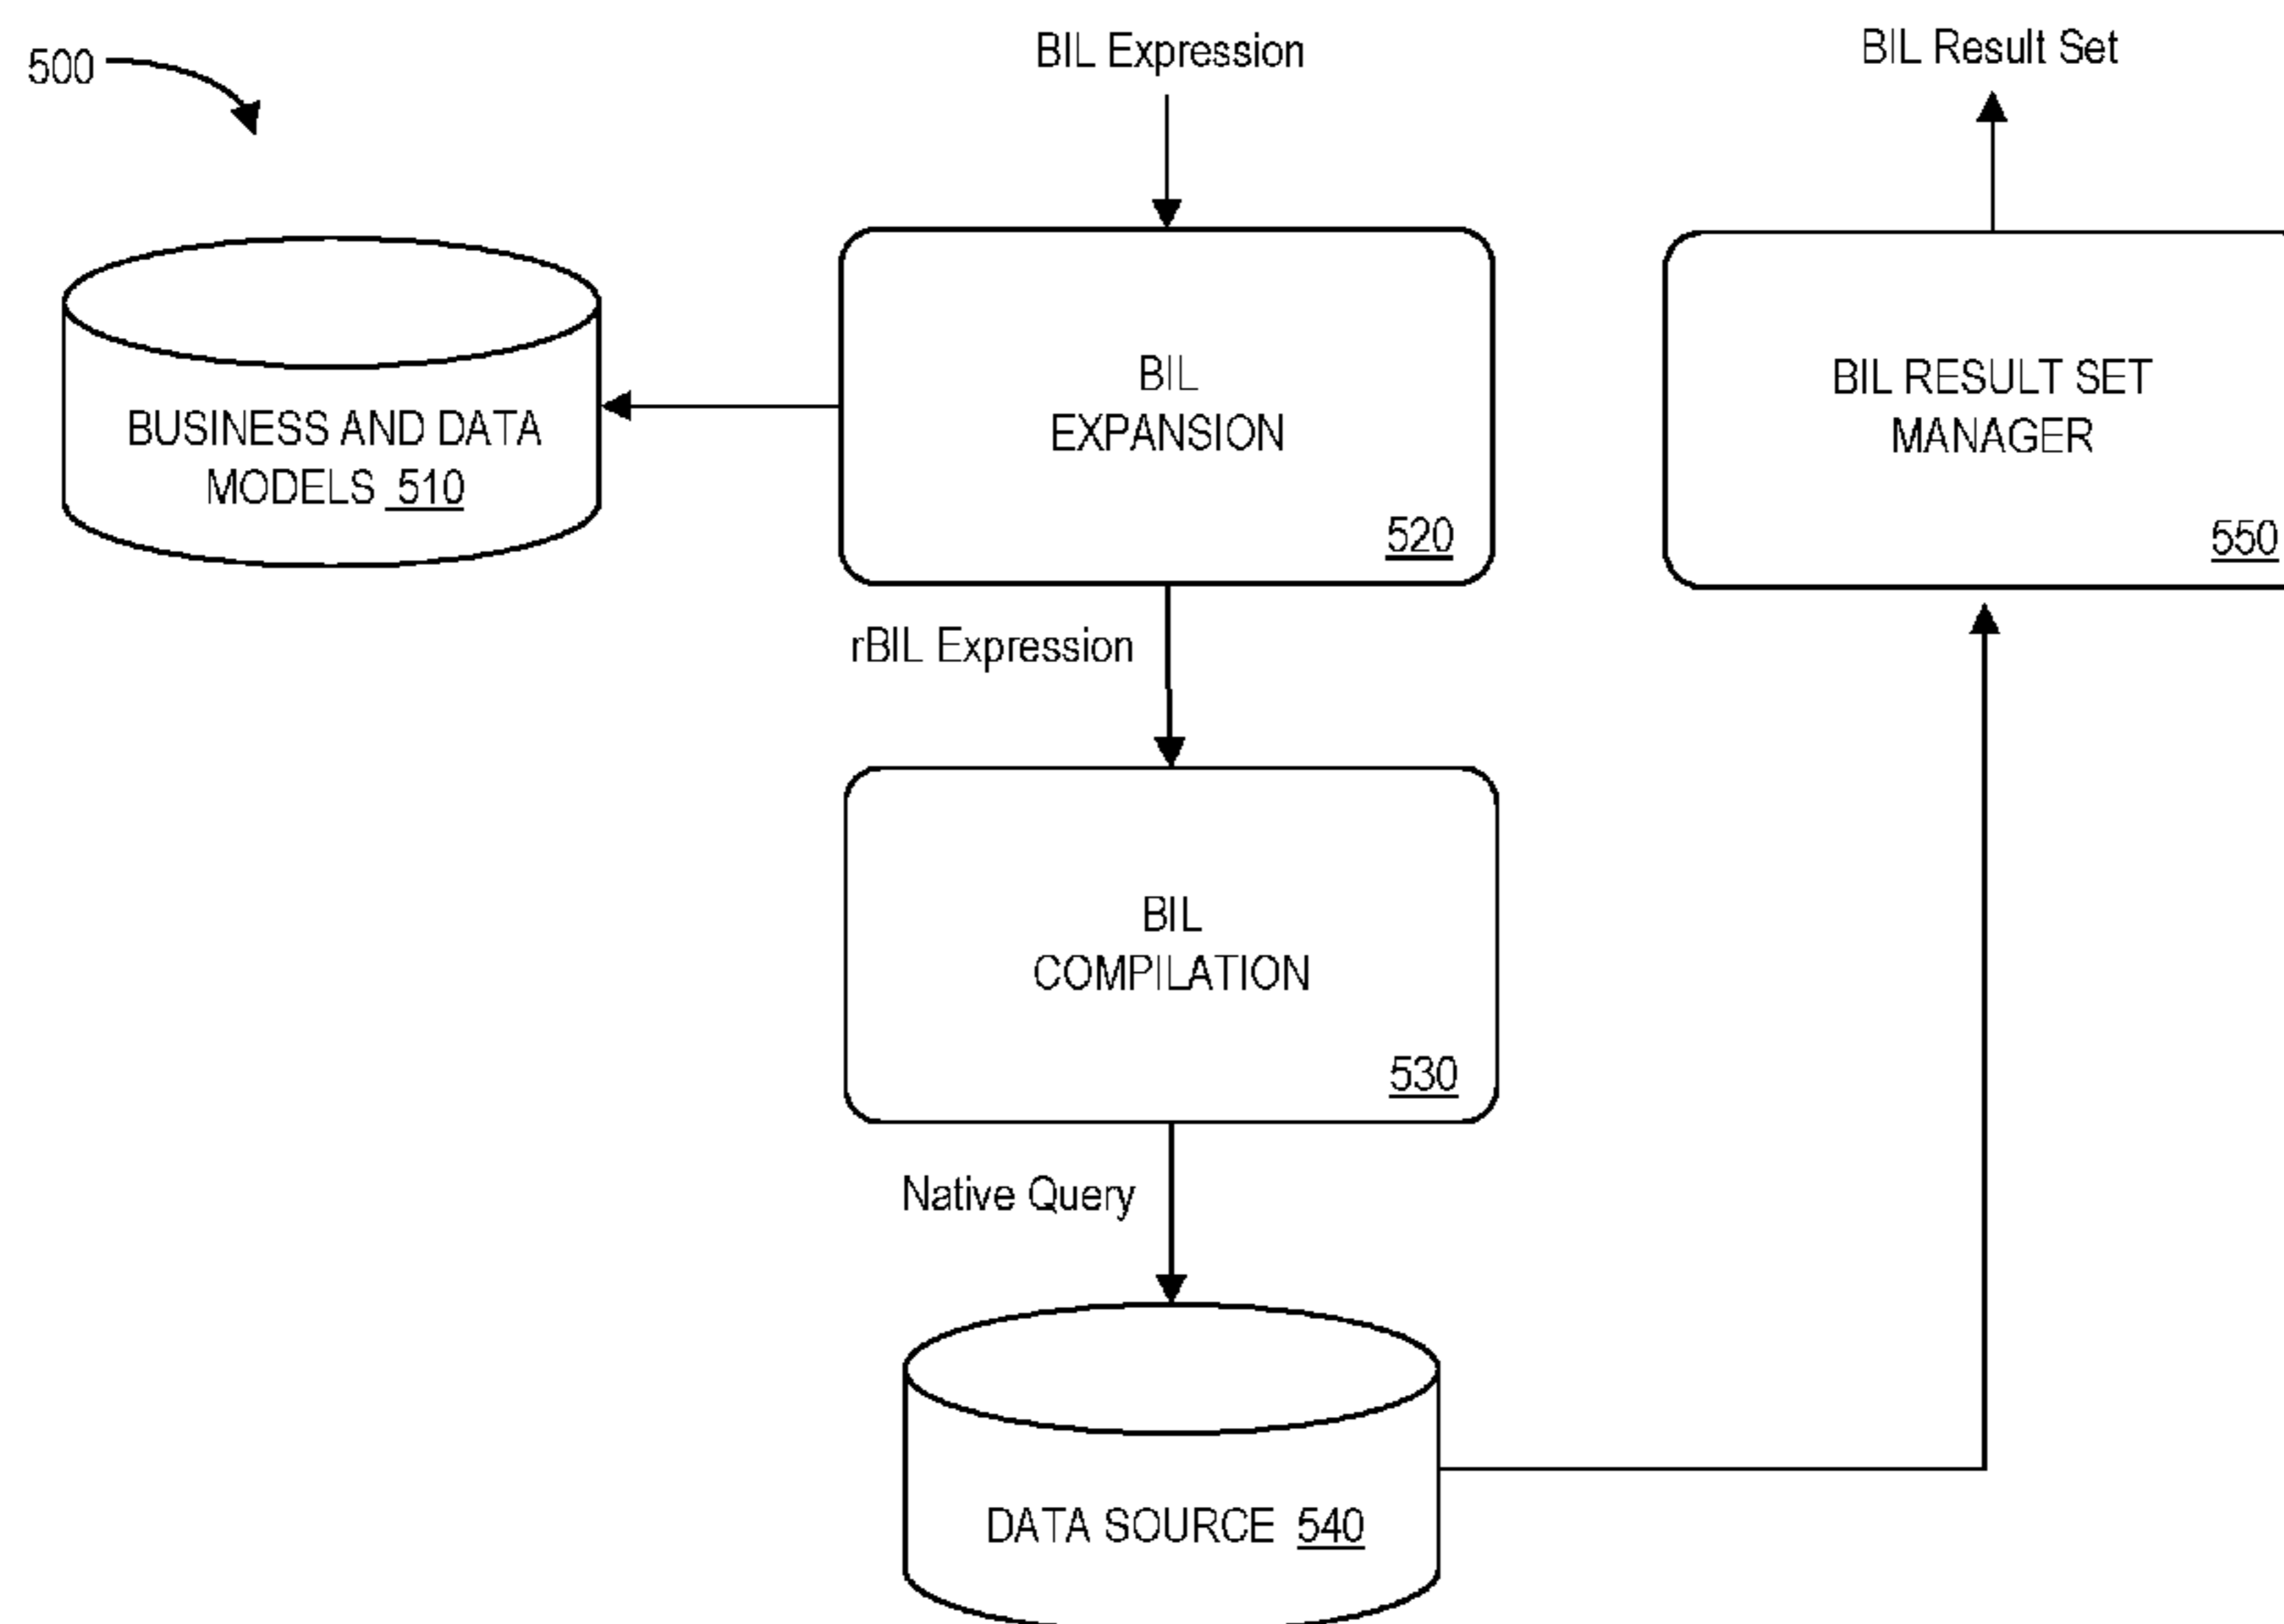 500
BIL Expression
BIL Result Set
BUSINESS AND DATA
MODELS 510
BIL
EXPANSION
520
BIL RESULT SET
MANAGER
550
rBIL Expression
BIL
COMPILATION
530
Native Query
DATA SOURCE 540